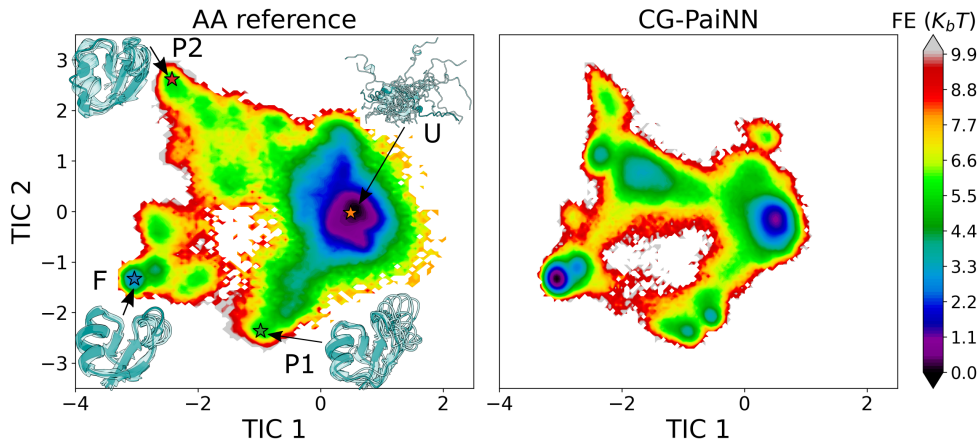 AA reference
CG-PaiNN
FE (K_bT)
P2
U
F
P1
TIC 2
3
2
1
0
−1
−2
−3
−4
−2
0
2
TIC 1
−4
−2
0
2
TIC 1
9.9
8.8
7.7
6.6
5.5
4.4
3.3
2.2
1.1
0.0